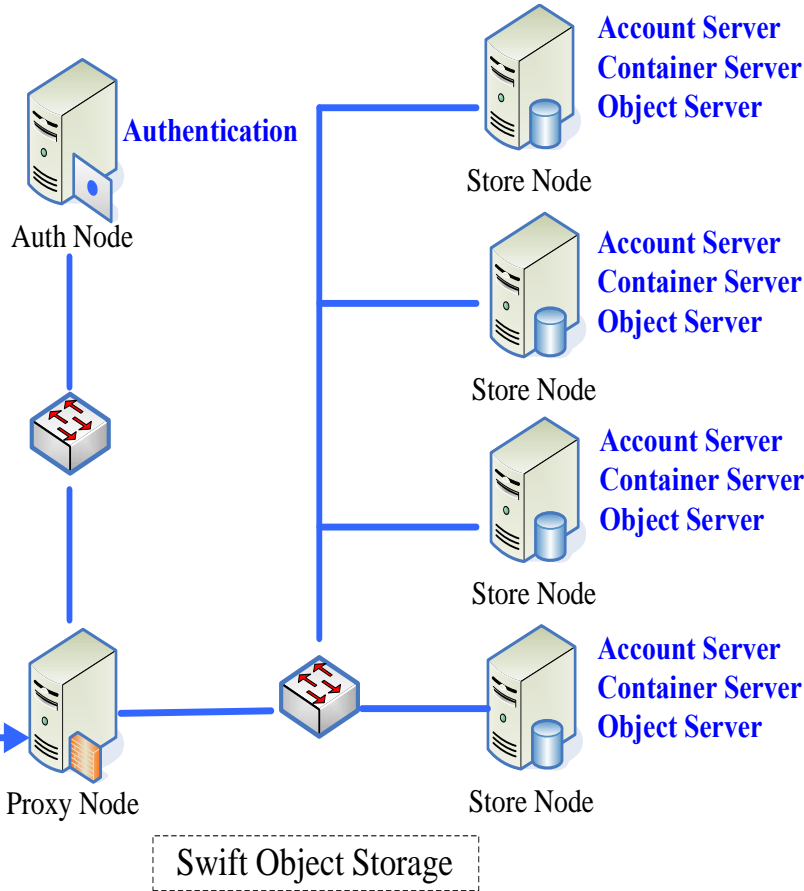 Authentication
Auth Node
Account Server
Container Server
Object Server
Store Node
Account Server
Container Server
Object Server
Store Node
Account Server
Container Server
Object Server
Store Node
Account Server
Container Server
Object Server
Store Node
Proxy Node
Swift Object Storage